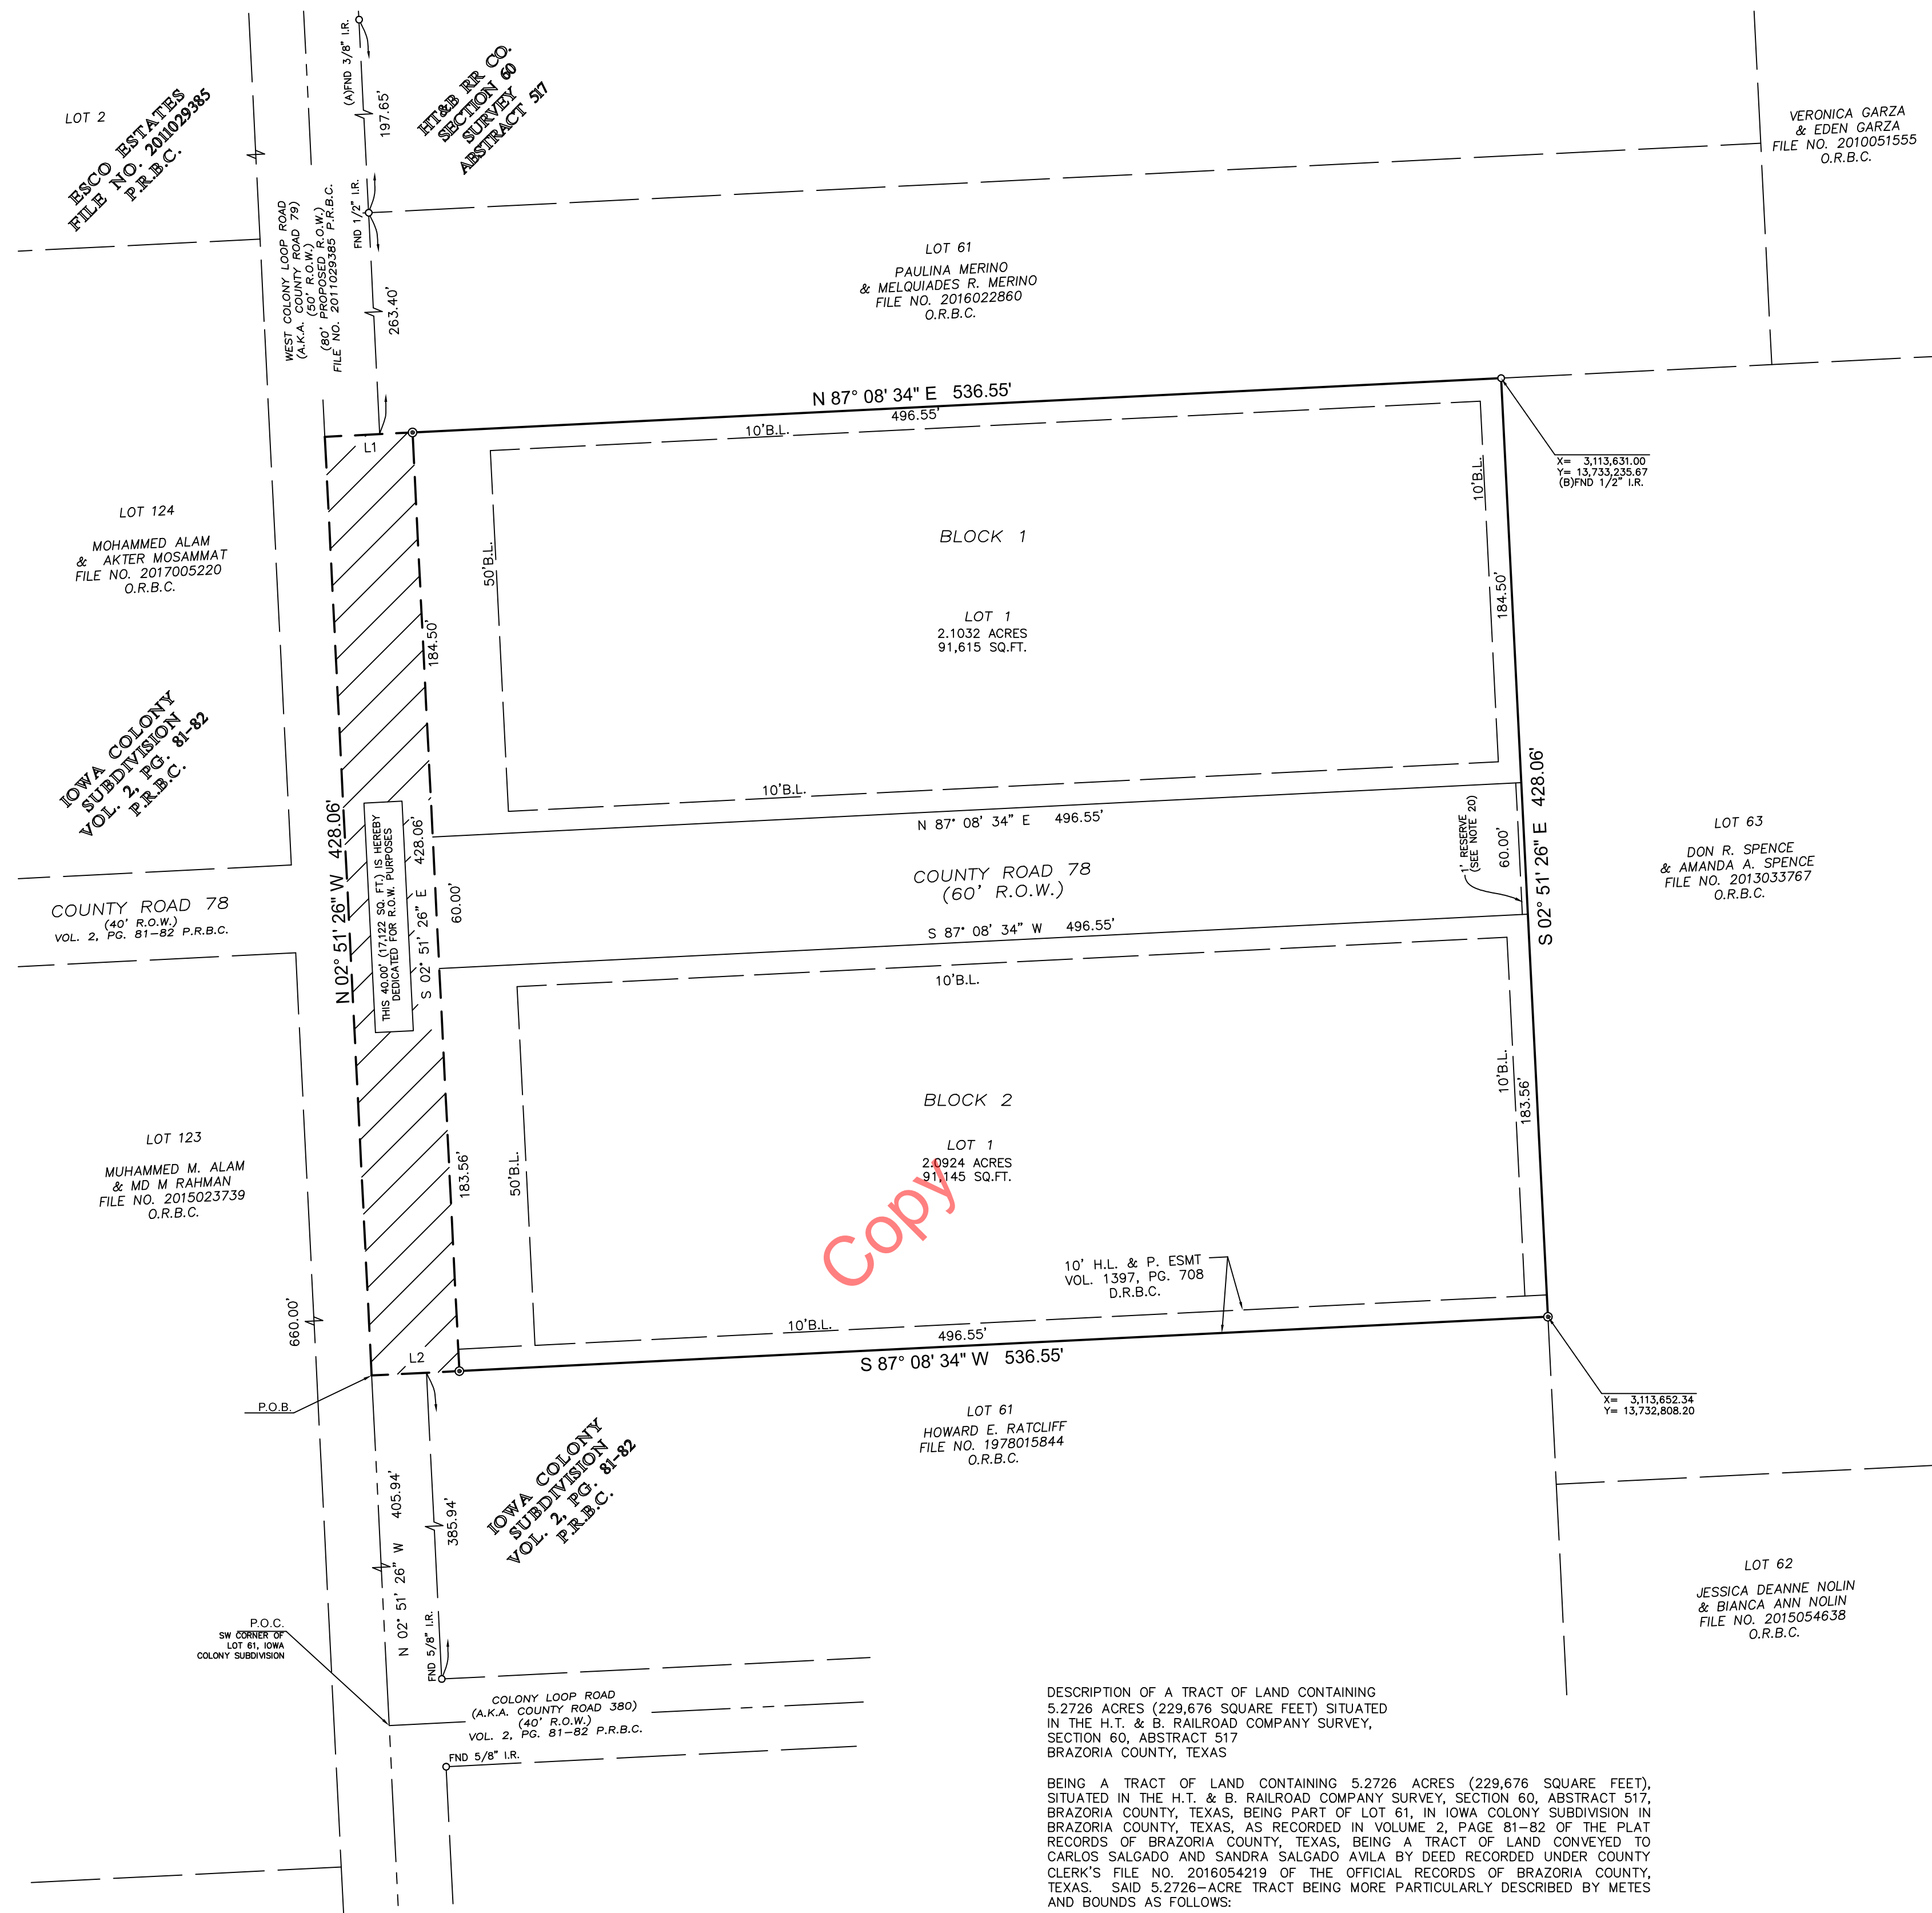 LOT 2
ESCO ESTATES
FILE NO. 2011029385
P.R.B.C.
WEST COLONY LOOP ROAD
(A.K.A. COUNTY ROAD 79)
(50' R.O.W.)
(80' PROPOSED R.O.W.)
FILE NO. 2011029385 P.R.B.C.
(A)FND 3/8" I.R.
197.65'
FND 1/2" I.R.
263.40'
HT&B RR CO.
SECTION 60
SURVEY
ABSTRACT 517
VERONICA GARZA
& EDEN GARZA
FILE NO. 2010051555
O.R.B.C.
LOT 61
PAULINA MERINO
& MELQUIADES R. MERINO
FILE NO. 2016022860
O.R.B.C.
N 87° 08' 34" E 536.55'
496.55'
10'B.L.
L1
X= 3,113,631.00
Y= 13,733,235.67
(B)FND 1/2" I.R.
10'B.L.
LOT 124
MOHAMMED ALAM
& AKTER MOSAMMAT
FILE NO. 2017005220
O.R.B.C.
50'B.L.
BLOCK 1
LOT 1
2.1032 ACRES
91,615 SQ.FT.
184.50'
184.50'
IOWA COLONY
SUBDIVISION
VOL. 2, PG. 81-82
P.R.B.C.
10'B.L.
N 87° 08' 34" E 496.55'
N 02° 51' 26" W 428.06'
THIS 40.00' (17,122 SQ. FT.) IS HEREBY
DEDICATED FOR R.O.W. PURPOSES
S 02° 51' 26" E 428.06'
60.00'
COUNTY ROAD 78
(60' R.O.W.)
1' RESERVE
(SEE NOTE 20)
60.00'
S 02° 51' 26" E 428.06'
LOT 63
DON R. SPENCE
& AMANDA A. SPENCE
FILE NO. 2013033767
O.R.B.C.
COUNTY ROAD 78
(40' R.O.W.)
VOL. 2, PG. 81-82 P.R.B.C.
S 87° 08' 34" W 496.55'
10'B.L.
10'B.L.
183.56'
BLOCK 2
LOT 1
2.0924 ACRES
91,145 SQ.FT.
Copy
LOT 123
MUHAMMED M. ALAM
& MD M RAHMAN
FILE NO. 2015023739
O.R.B.C.
183.56'
50'B.L.
660.00'
10' H.L. & P. ESMT
VOL. 1397, PG. 708
D.R.B.C.
10'B.L.
496.55'
L2
S 87° 08' 34" W 536.55'
P.O.B.
X= 3,113,652.34
Y= 13,732,808.20
LOT 61
HOWARD E. RATCLIFF
FILE NO. 1978015844
O.R.B.C.
IOWA COLONY
SUBDIVISION
VOL. 2, PG. 81-82
P.R.B.C.
N 02° 51' 26" W 405.94'
385.94'
FND 5/8" I.R.
P.O.C.
SW CORNER OF
LOT 61, IOWA
COLONY SUBDIVISION
LOT 62
JESSICA DEANNE NOLIN
& BIANCA ANN NOLIN
FILE NO. 2015054638
O.R.B.C.
COLONY LOOP ROAD
(A.K.A. COUNTY ROAD 380)
(40' R.O.W.)
VOL. 2, PG. 81-82 P.R.B.C.
FND 5/8" I.R.
DESCRIPTION OF A TRACT OF LAND CONTAINING
5.2726 ACRES (229,676 SQUARE FEET) SITUATED
IN THE H.T. & B. RAILROAD COMPANY SURVEY,
SECTION 60, ABSTRACT 517
BRAZORIA COUNTY, TEXAS
BEING A TRACT OF LAND CONTAINING 5.2726 ACRES (229,676 SQUARE FEET),
SITUATED IN THE H.T. & B. RAILROAD COMPANY SURVEY, SECTION 60, ABSTRACT 517,
BRAZORIA COUNTY, TEXAS, BEING PART OF LOT 61, IN IOWA COLONY SUBDIVISION IN
BRAZORIA COUNTY, TEXAS, AS RECORDED IN VOLUME 2, PAGE 81-82 OF THE PLAT
RECORDS OF BRAZORIA COUNTY, TEXAS, BEING A TRACT OF LAND CONVEYED TO
CARLOS SALGADO AND SANDRA SALGADO AVILA BY DEED RECORDED UNDER COUNTY
CLERK'S FILE NO. 2016054219 OF THE OFFICIAL RECORDS OF BRAZORIA COUNTY,
TEXAS. SAID 5.2726-ACRE TRACT BEING MORE PARTICULARLY DESCRIBED BY METES
AND BOUNDS AS FOLLOWS: